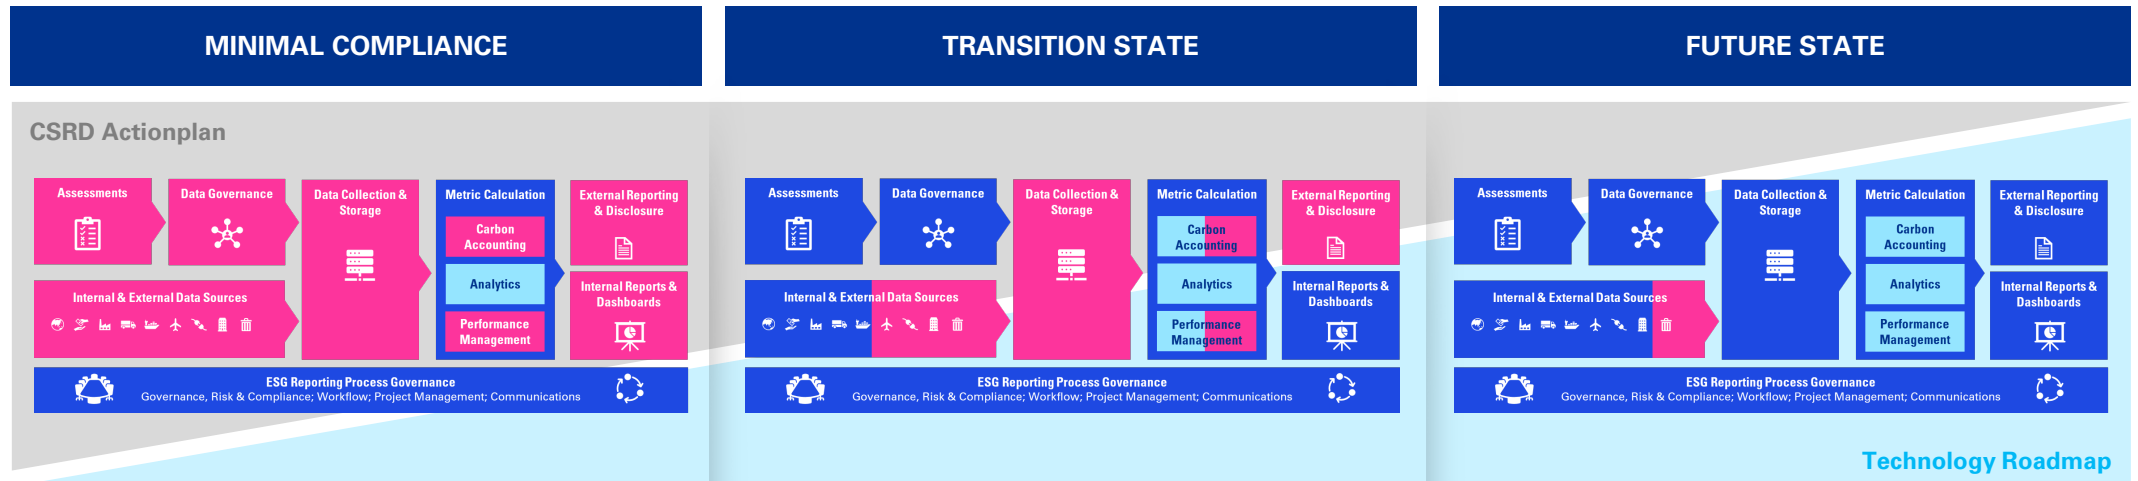 MINIMAL COMPLIANCE
TRANSITION STATE
FUTURE STATE
CSRD Actionplan
Assessments
Data Governance
Data Collection &
Storage
Metric Calculation
Carbon
Accounting
Analytics
Performance
Management
External Reporting
& Disclosure
Internal Reports &
Dashboards
Internal & External Data Sources
ESG Reporting Process Governance
Governance, Risk & Compliance; Workflow; Project Management; Communications
Assessments
Data Governance
Data Collection &
Storage
Metric Calculation
Carbon
Accounting
Analytics
Performance
Management
External Reporting
& Disclosure
Internal Reports &
Dashboards
Internal & External Data Sources
ESG Reporting Process Governance
Governance, Risk & Compliance; Workflow; Project Management; Communications
Assessments
Data Governance
Data Collection &
Storage
Metric Calculation
Carbon
Accounting
Analytics
Performance
Management
External Reporting
& Disclosure
Internal Reports &
Dashboards
Internal & External Data Sources
ESG Reporting Process Governance
Governance, Risk & Compliance; Workflow; Project Management; Communications
Technology Roadmap